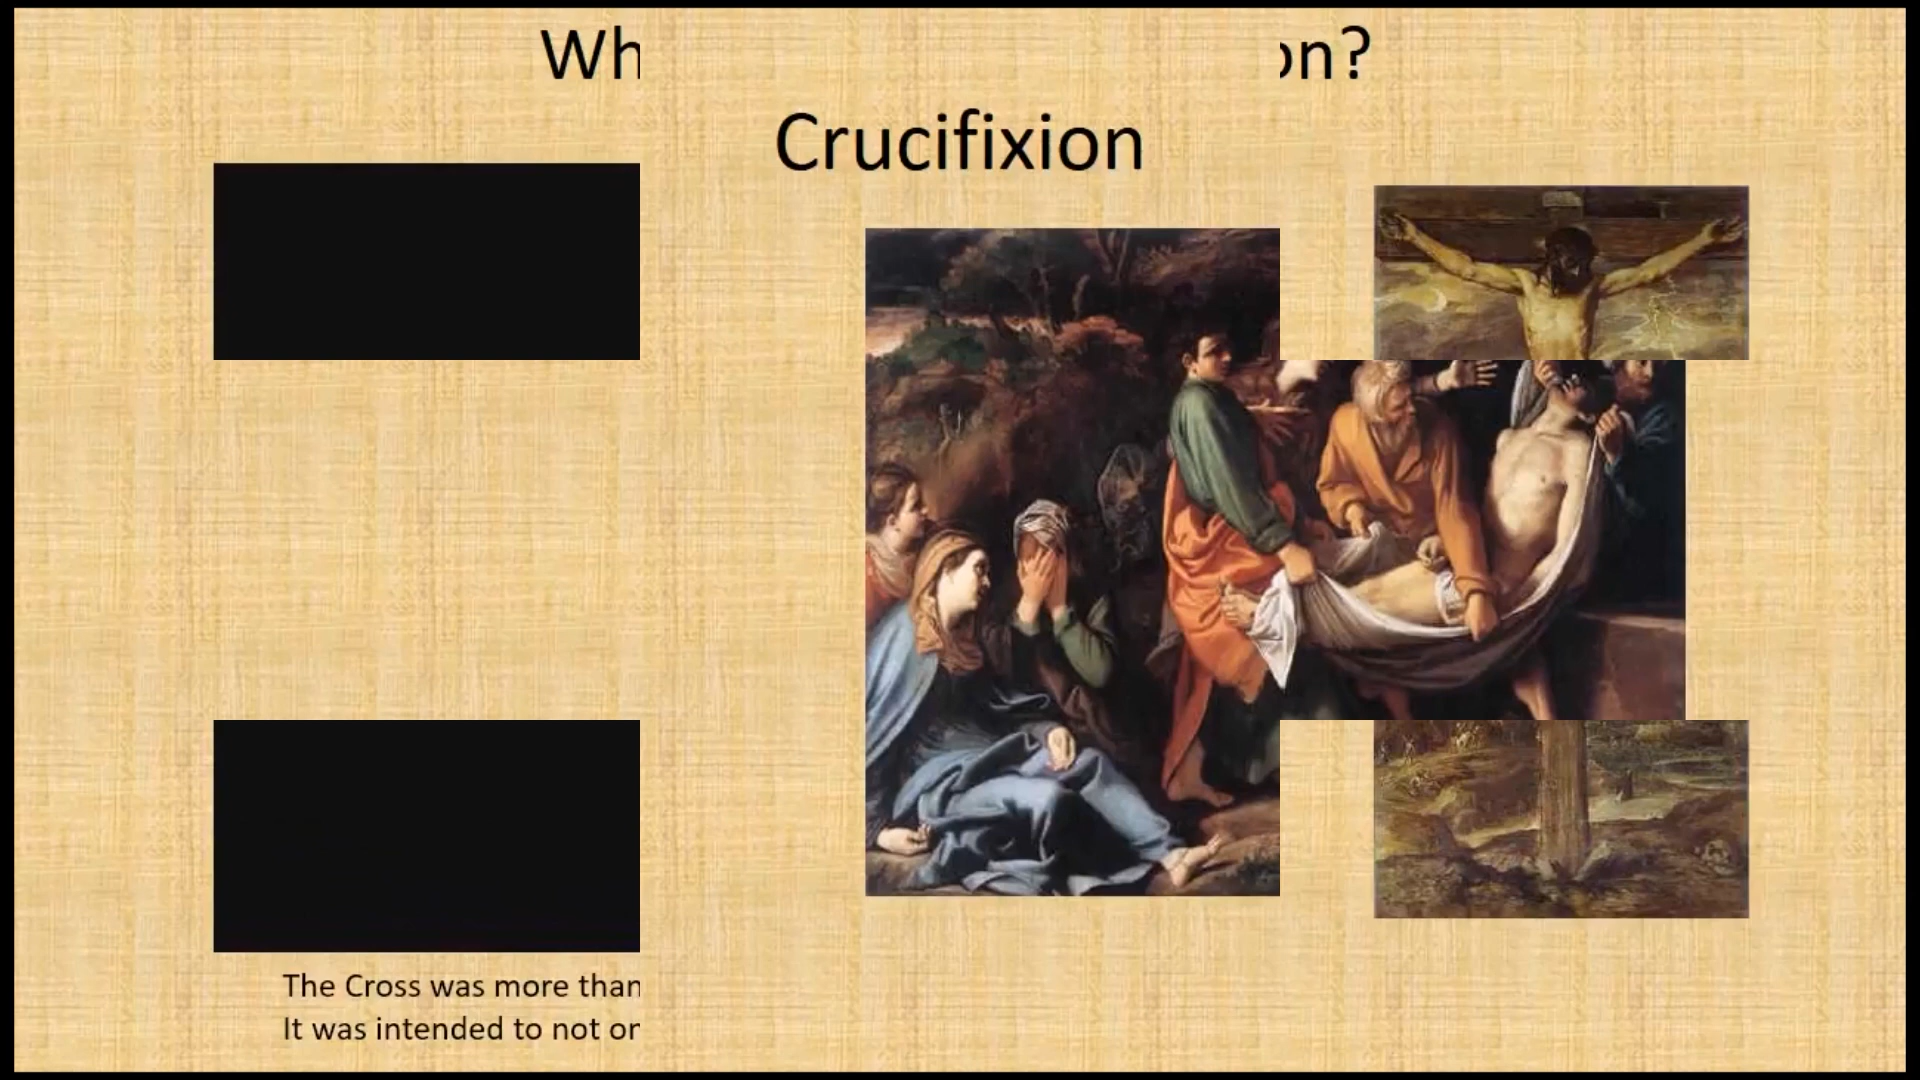 Wh on?
Crucifixion
The Cross was more than
It was intended to not or